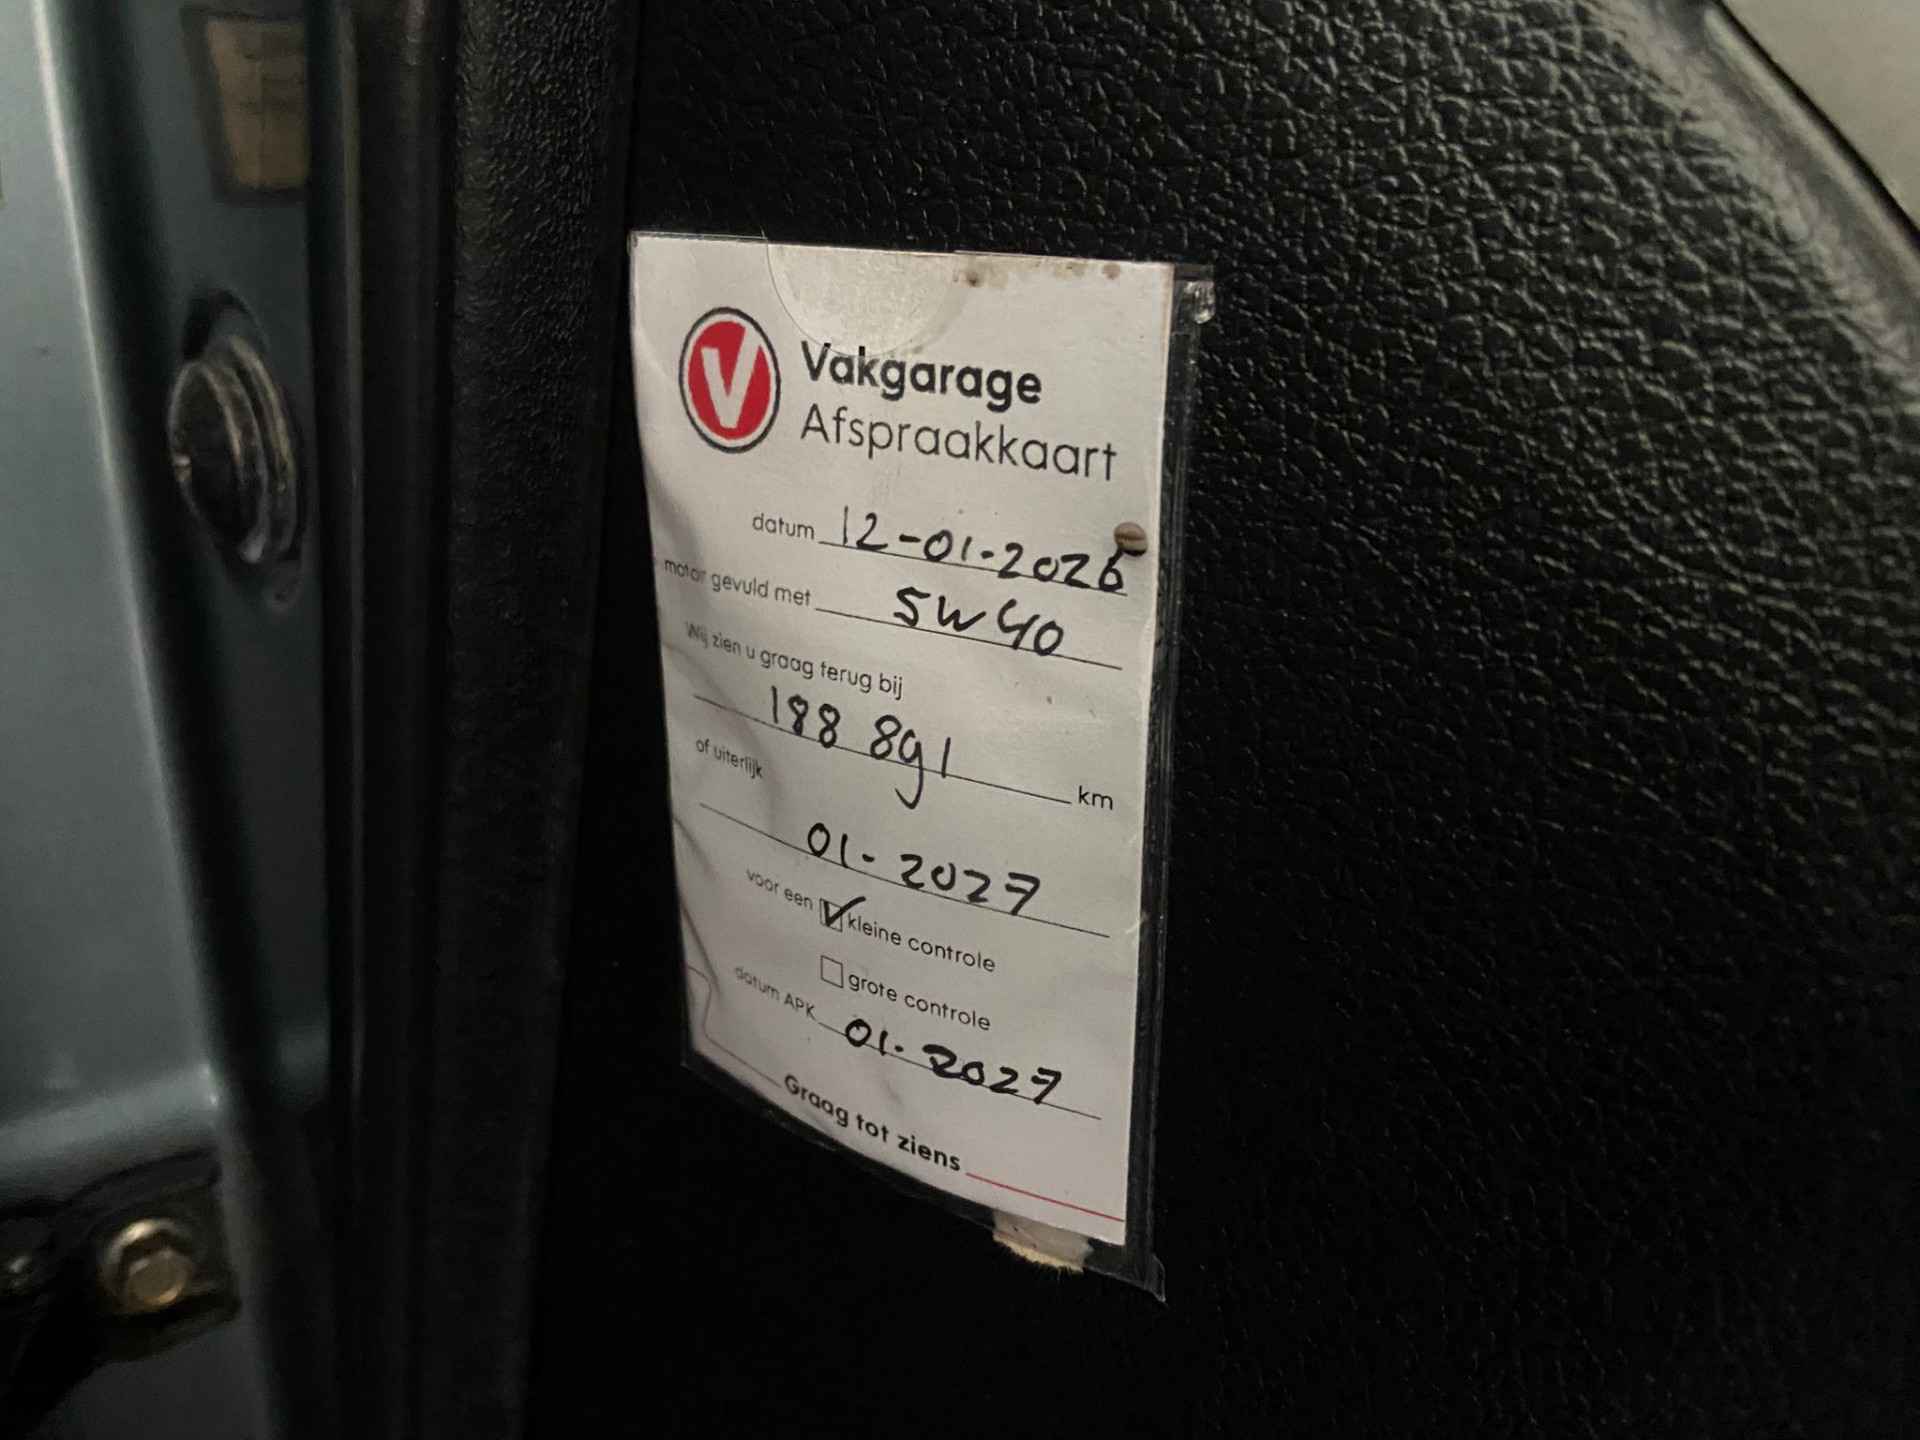 V Vakgarage
Afspraakkaart
datum 12-01-2026
motor gevuld met 5W40
Wij zien u graag terug bij
188 891 km
of uiterlijk
01-2027
voor een kleine controle
grote controle
datum APK 01-2027
Graag tot ziens